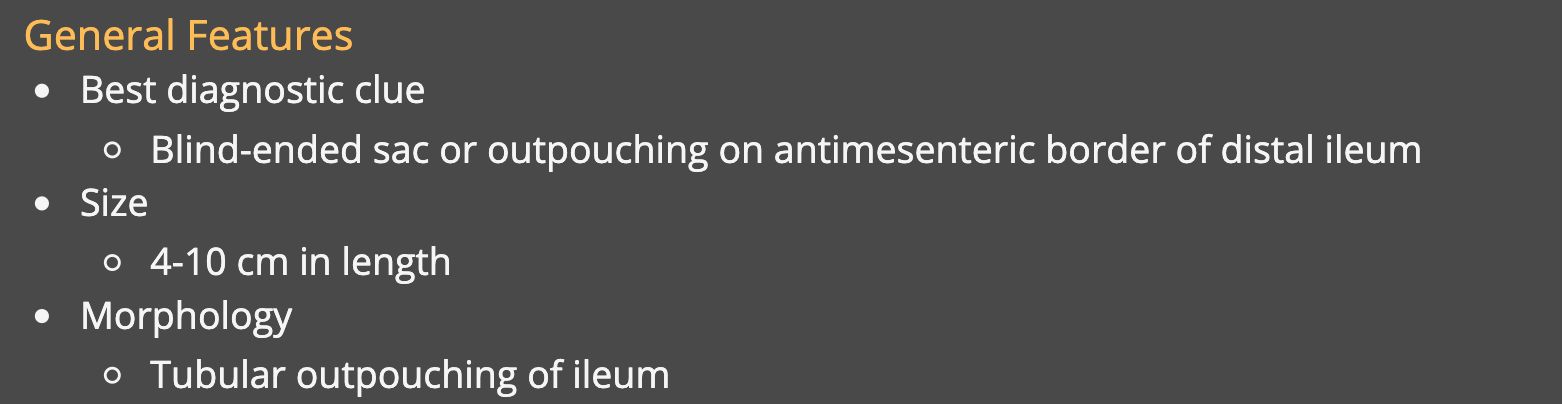 General Features
• Best diagnostic clue
○ Blind-ended sac or outpouching on antimesenteric border of distal ileum
• Size
○ 4-10 cm in length
• Morphology
○ Tubular outpouching of ileum